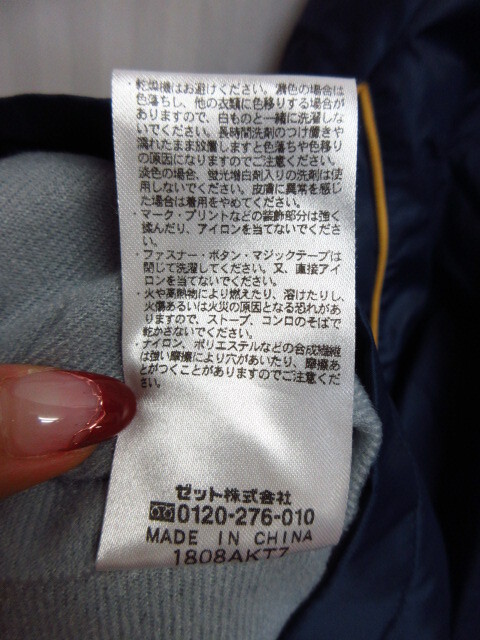 ・乾燥機はお避けください。濃色の場合は
色落ちし、他の衣類に色移りする場合が
ありますので、白ものと一緒に洗濯しな
いでください。長時間洗剤のつけ置きや
濡れたまま放置しますと色落ちや色移り
の原因になりますのでご注意ください。
淡色の場合、蛍光増白剤入りの洗剤は使
用しないでください。皮膚に異常を感じ
た場合は着用をやめてください。
・マーク・プリントなどの装飾部分は強く
揉んだり、アイロンを当てないでくださ
い。
・ファスナー・ボタン・マジックテープは
閉じて洗濯してください。又、直接アイ
ロンを当てないでください。
・火や高熱物により燃えたり、溶けたりし、
火傷あるいは火災の原因となる恐れがあ
りますので、ストーブ、コンロのそばで
乾かさないでください。
・ナイロン、ポリエステルなどの合成繊維
は強い摩擦により穴があいたり、摩擦あ
とがつくことがありますのでご注意くだ
さい。
ゼット株式会社
0120-276-010
MADE IN CHINA
1808AKTZ